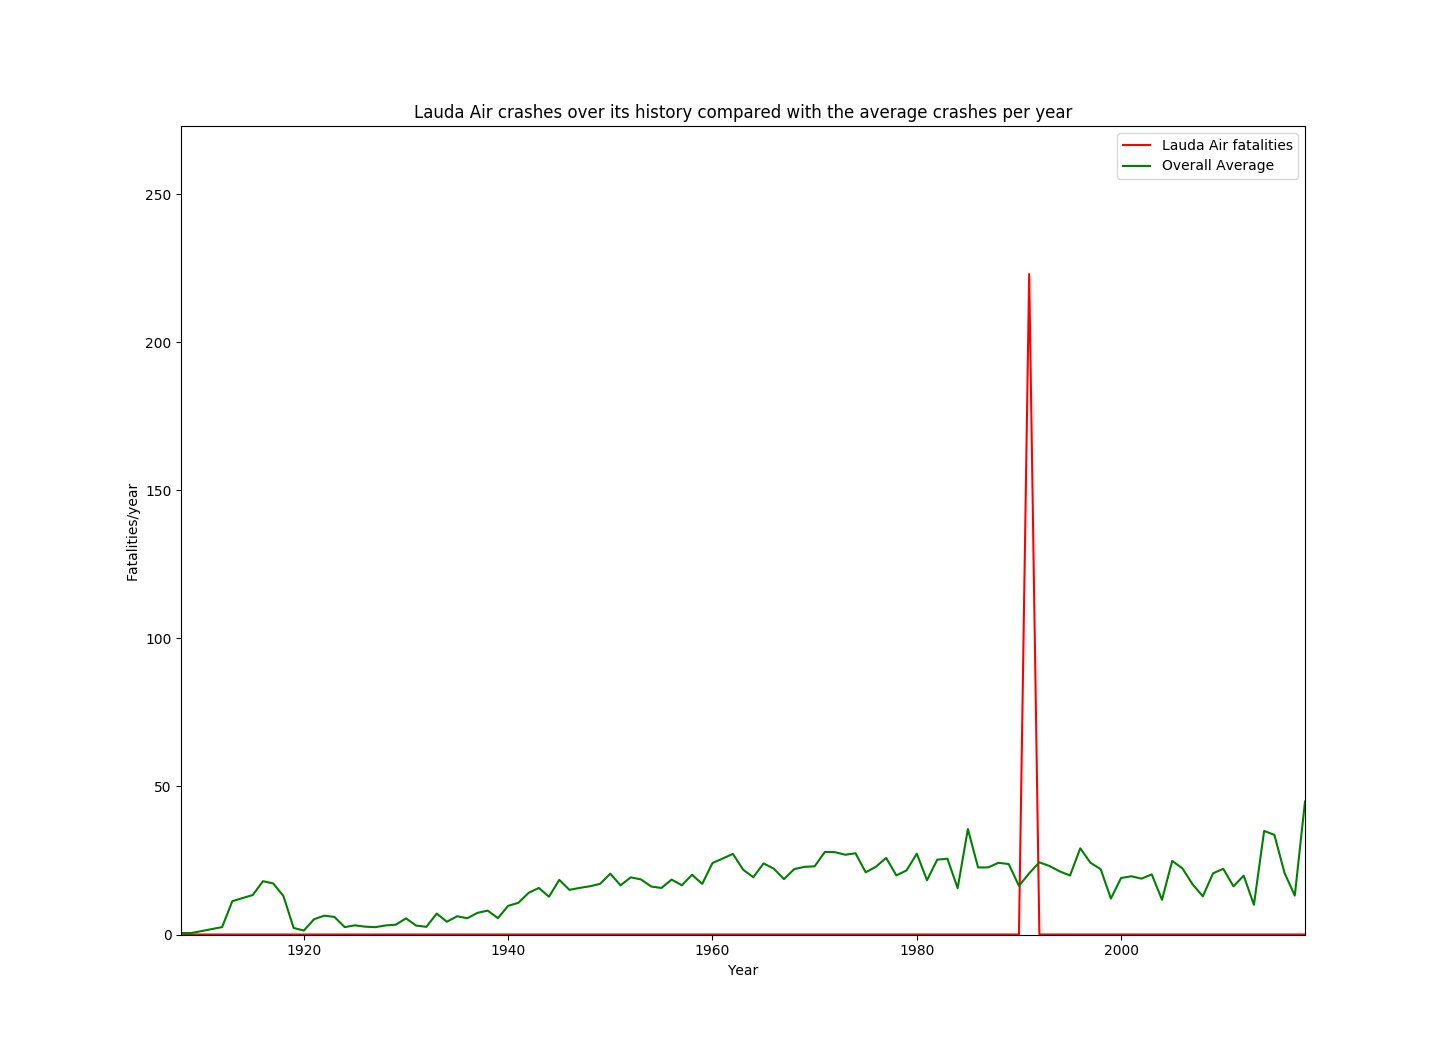 Lauda Air crashes over its history compared with the average crashes per year
Lauda Air fatalities
Overall Average
250
200
150
100
50
0
Fatalities/year
1920 1940 1960 1980 2000
Year